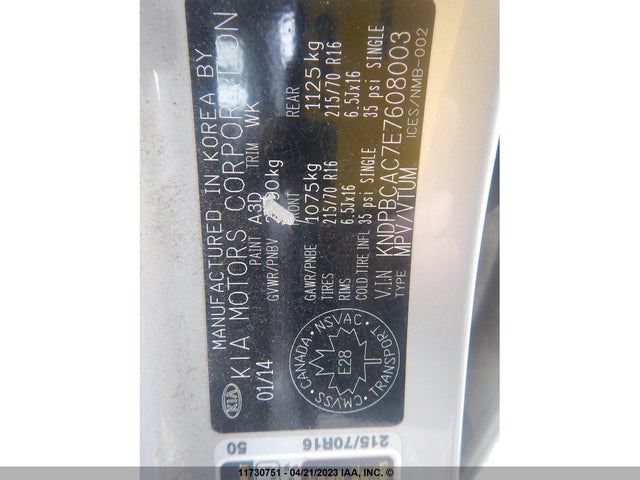 MANUFACTURED IN KOREA BY
KIA KIA MOTORS CORPORATION
01/14 PAINT A3D TRIM WK
GVWR/PNBV kg
FRONT REAR
GAWR/PNBE 1075kg 1125kg
TIRES 215/70 R16 215/70 R16
RIMS 6.5Jx16 6.5Jx16
COLD TIRE INFL 35 psi SINGLE 35 psi SINGLE
V.I.N KNDPBCAC7E7608003
TYPE MPV/VTUM ICES/NMB-002
CANADA · NSVAC · TRANSPORT · CMVSS
E28
215/70R16
50
11730751 - 04/21/2023 IAA, INC. ©